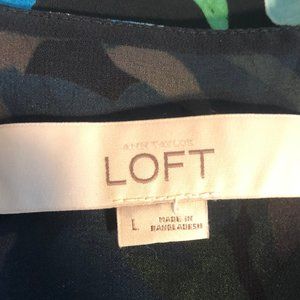 ANN TAYLOR
LOFT
L
MADE IN
BANGLADESH